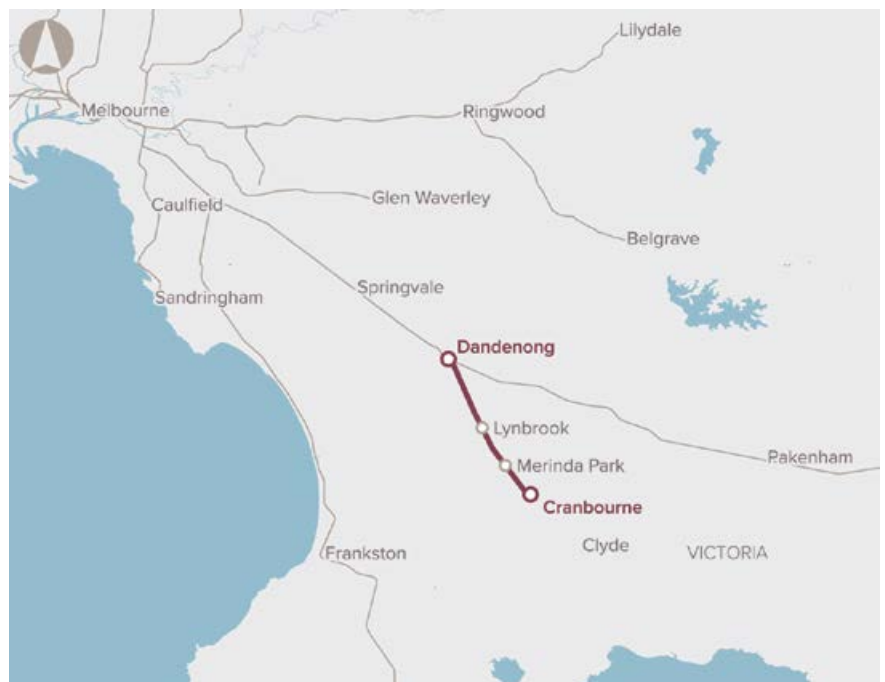 Lilydale
Melbourne
Ringwood
Glen Waverley
Caulfield
Belgrave
Springvale
Sandringham
Dandenong
Lynbrook
Pakenham
Merinda Park
Cranbourne
Clyde
VICTORIA
Frankston